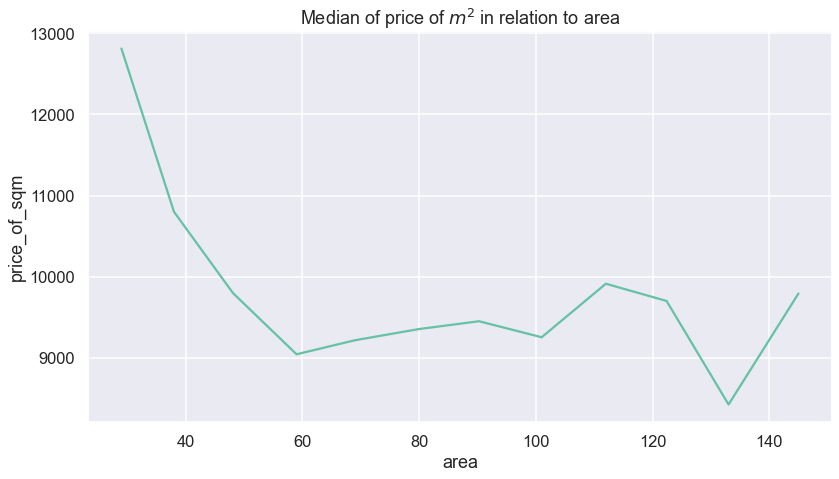 Median of price of m² in relation to area
13000
12000
11000
10000
9000
price_of_sqm
40 60 80 100 120 140
area